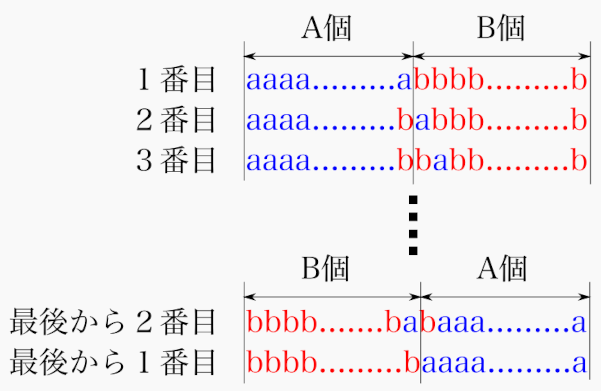 A個 B個
1番目 aaaa.........abbbb.........b
2番目 aaaa.........babbb.........b
3番目 aaaa.........bbabb.........b
B個 A個
最後から2番目 bbbb.......babaaa.........a
最後から1番目 bbbb.........baaaa.........a